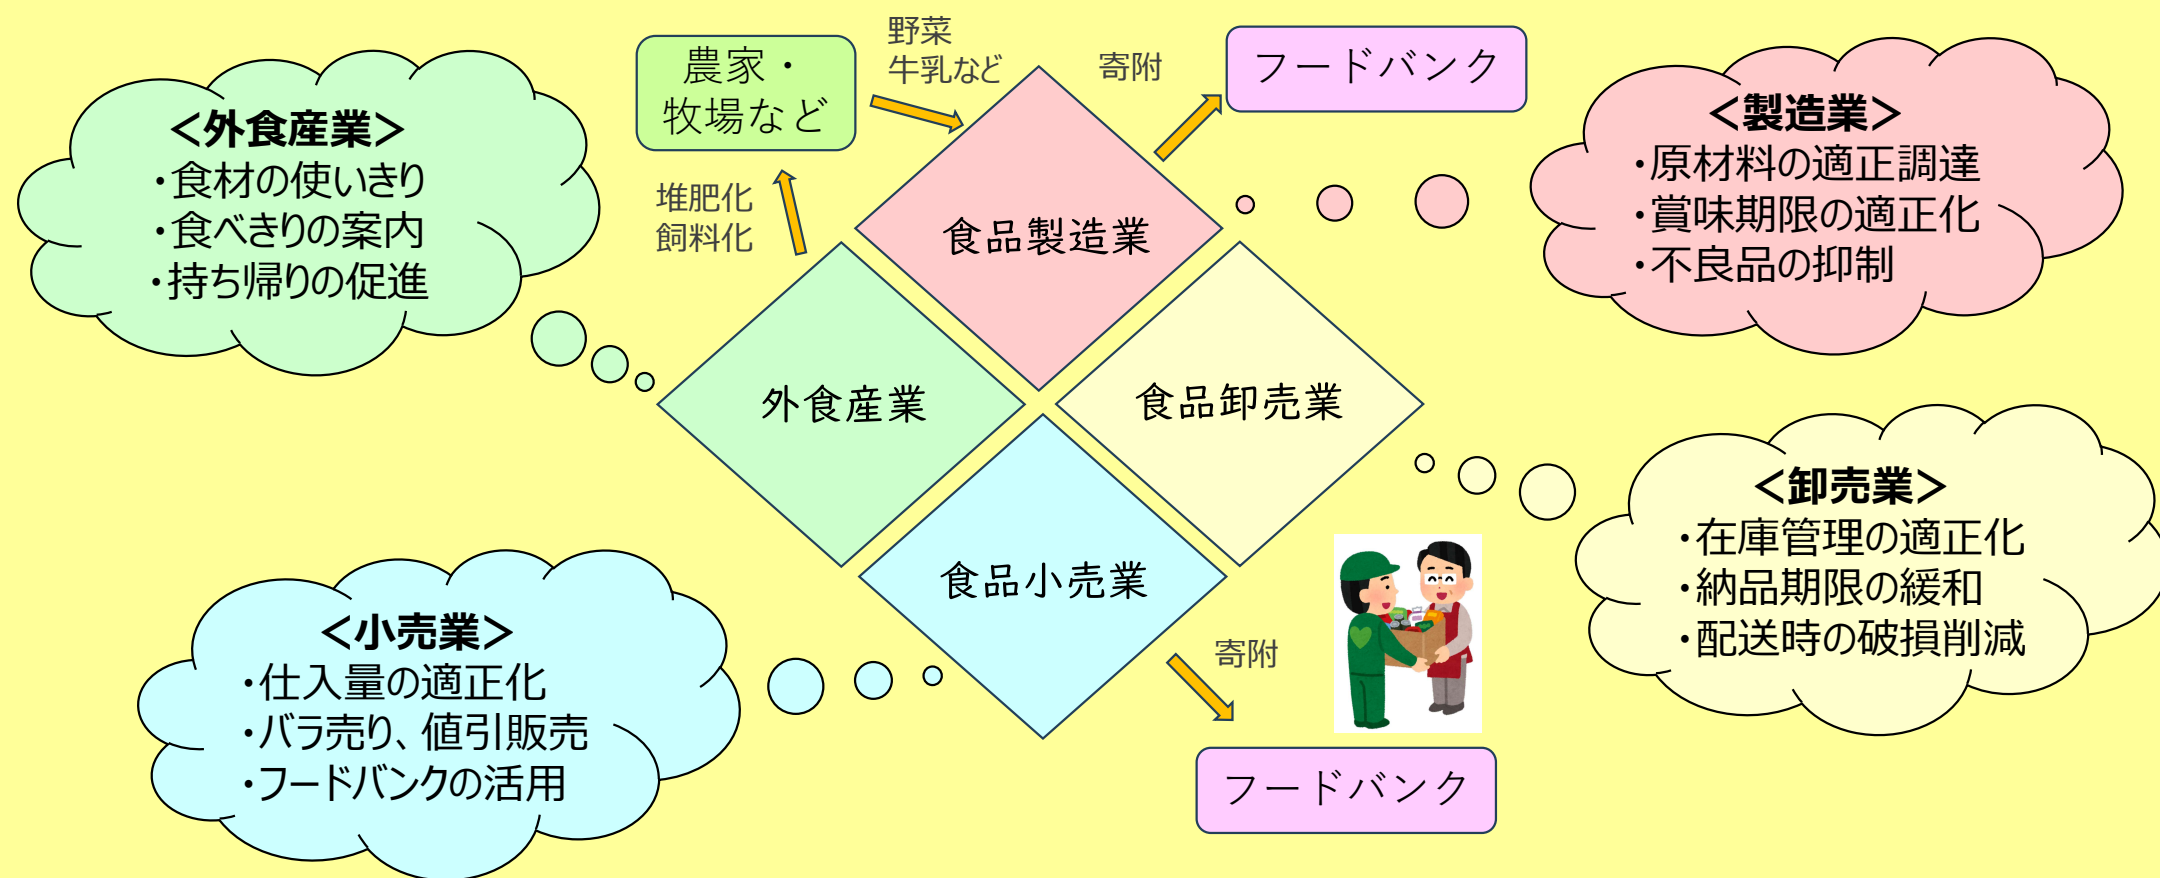 <外食産業>
・食材の使いきり
・食べきりの案内
・持ち帰りの促進
農家・
牧場など
野菜
牛乳など
寄附
フードバンク
<製造業>
・原材料の適正調達
・賞味期限の適正化
・不良品の抑制
堆肥化
飼料化
食品製造業
外食産業
食品卸売業
食品小売業
<卸売業>
・在庫管理の適正化
・納品期限の緩和
・配送時の破損削減
<小売業>
・仕入量の適正化
・バラ売り、値引販売
・フードバンクの活用
寄附
フードバンク